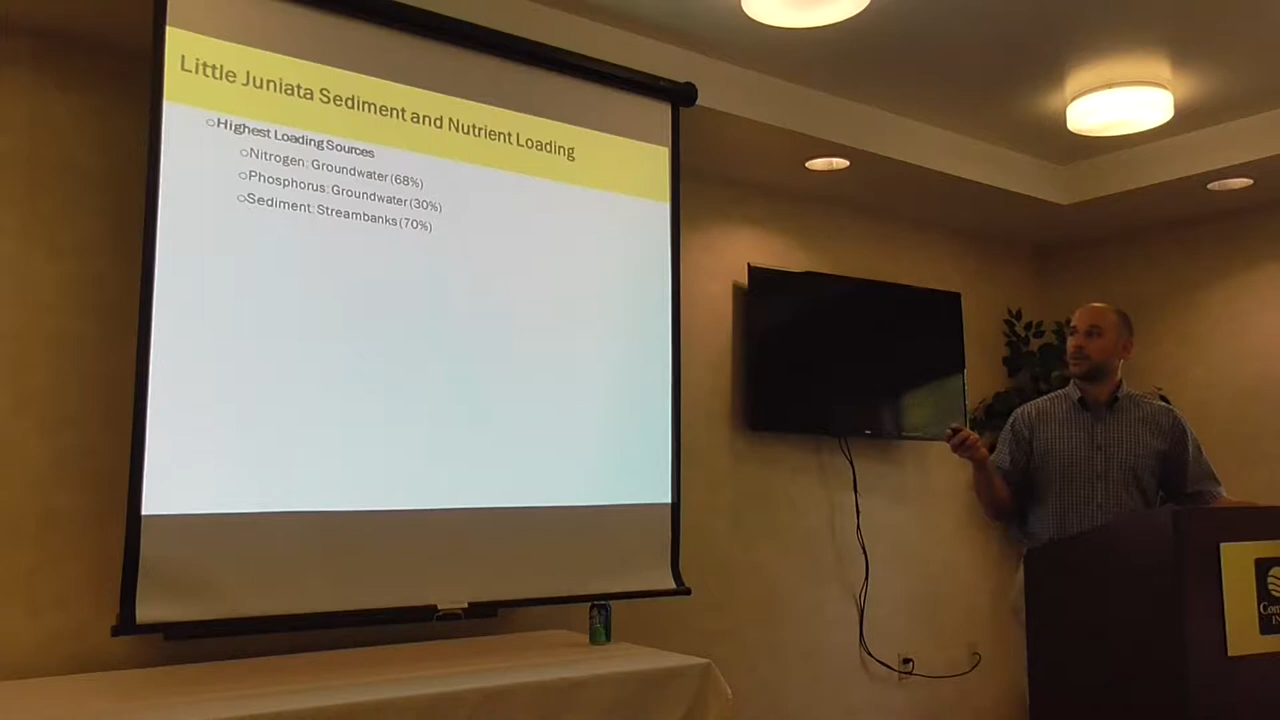 Little Juniata Sediment and Nutrient Loading
Highest Loading Sources
Nitrogen: Groundwater (68%)
Phosphorus: Groundwater (30%)
Sediment: Streambanks (70%)